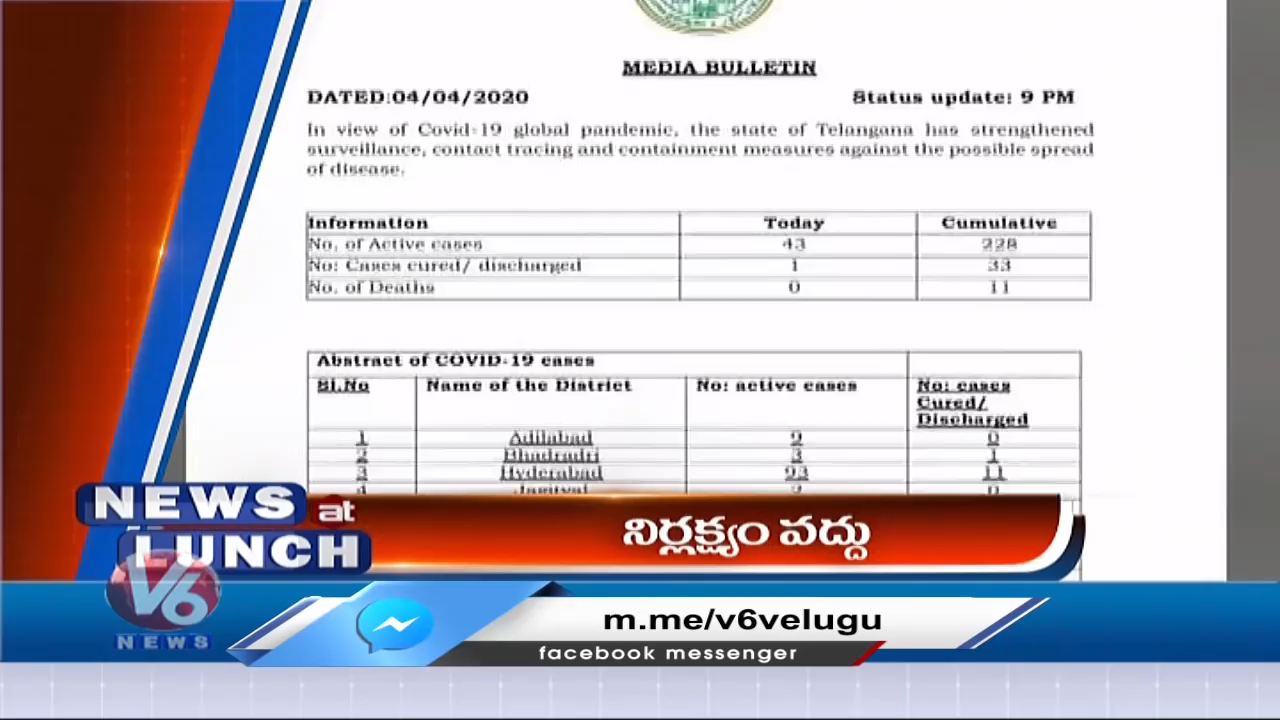 MEDIA BULLETIN
DATED:04/04/2020 Status update: 9 PM
In view of Covid-19 global pandemic, the state of Telangana has strengthened
surveillance, contact tracing and containment measures against the possible spread
of disease.
Information Today Cumulative
No. of Active cases 43 228
No: Cases cured/ discharged 1 33
No. of Deaths 0 11
Abstract of COVID-19 cases
Sl.No Name of the District No: active cases No: cases
Cured/
Discharged
1 Adilabad 9 0
2 Bhadradri 3 1
3 Hyderabad 93 11
NEWS at
LUNCH
నిర్లక్ష్యం వద్దు
V6
NEWS
m.me/v6velugu
facebook messenger